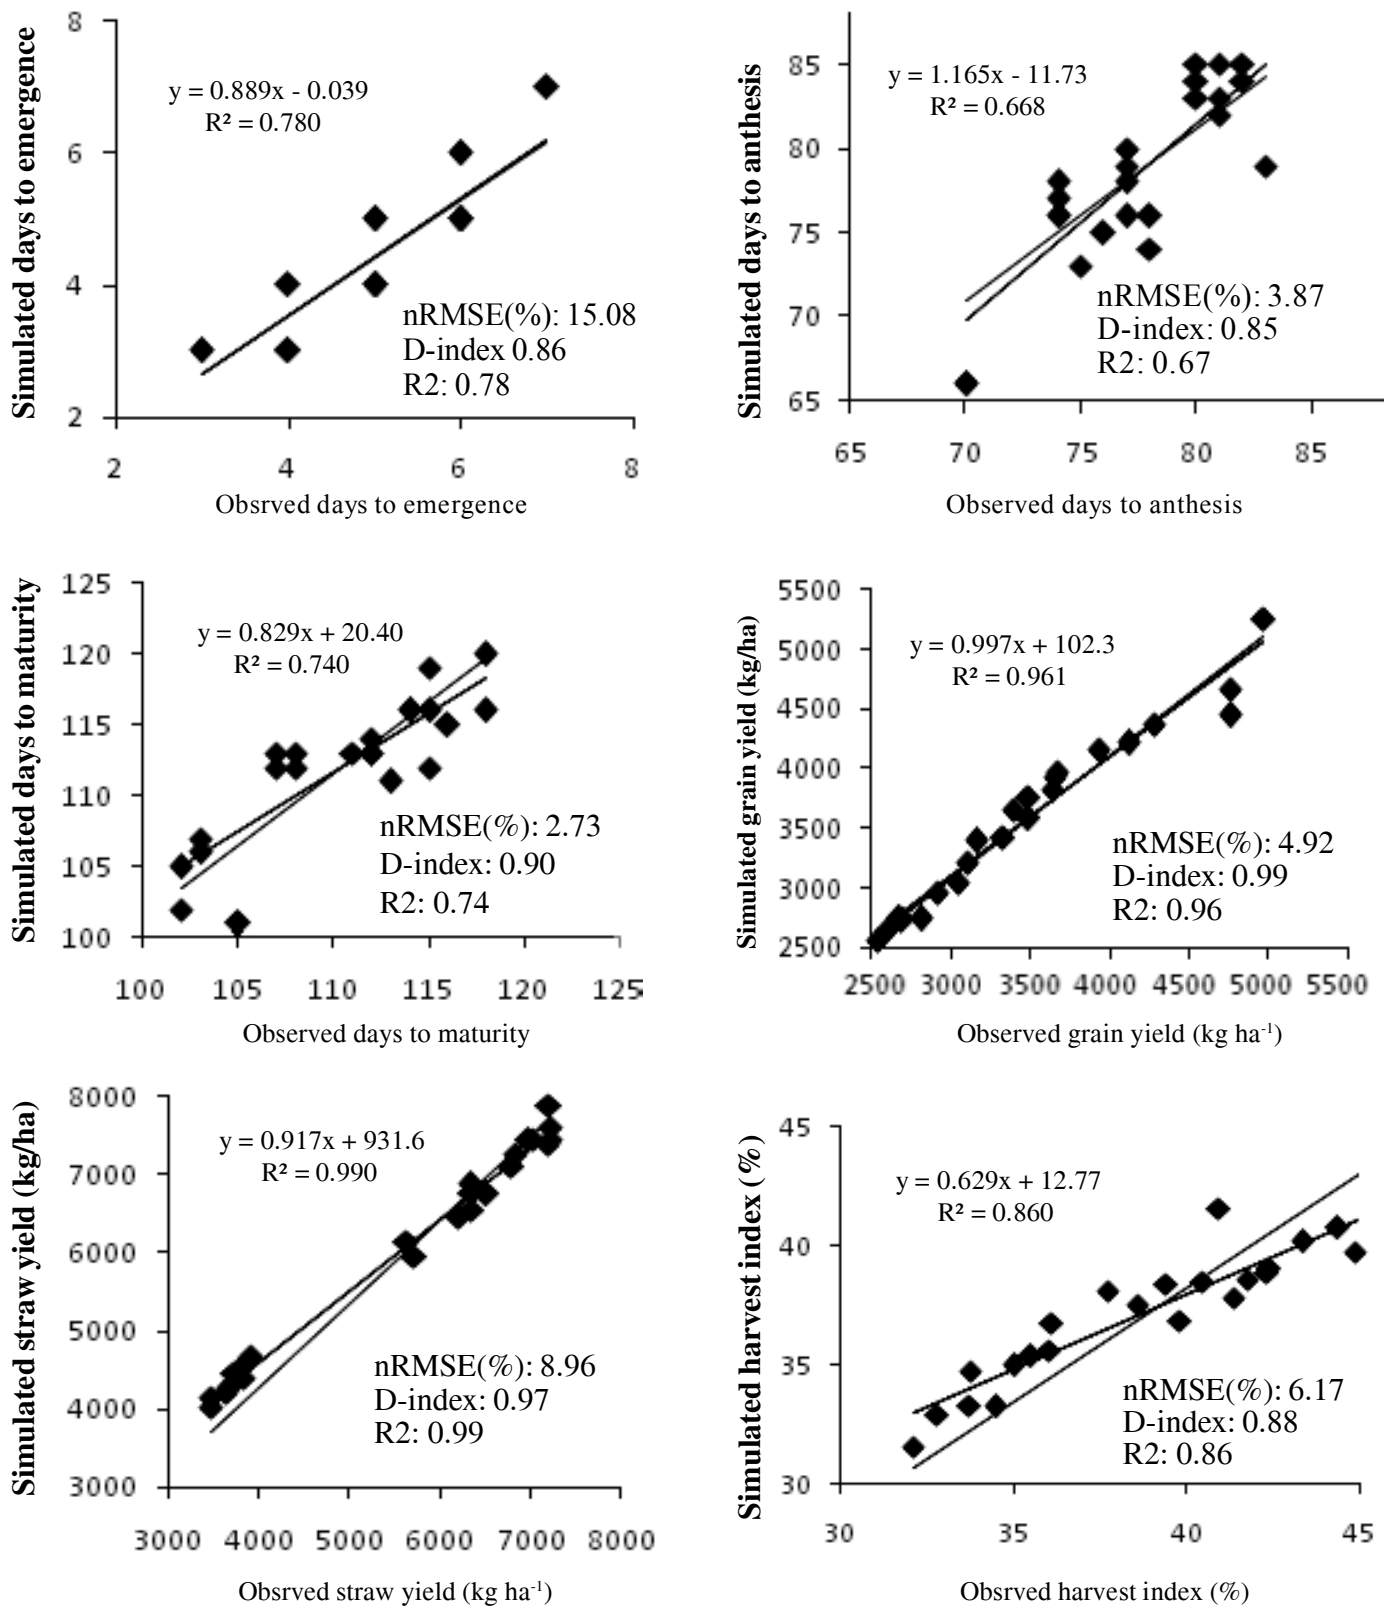 Simulated days to emergence
8
6
4
2
y = 0.889x - 0.039
R² = 0.780
nRMSE(%): 15.08
D-index 0.86
R2: 0.78
2 4 6 8
Obsrved days to emergence
Simulated days to anthesis
85
80
75
70
65
y = 1.165x - 11.73
R² = 0.668
nRMSE(%): 3.87
D-index: 0.85
R2: 0.67
65 70 75 80 85
Observed days to anthesis
Simulated days to maturity
125
120
115
110
105
100
y = 0.829x + 20.40
R² = 0.740
nRMSE(%): 2.73
D-index: 0.90
R2: 0.74
100 105 110 115 120 125
Observed days to maturity
Simulated grain yield (kg/ha)
5500
5000
4500
4000
3500
3000
2500
y = 0.997x + 102.3
R² = 0.961
nRMSE(%): 4.92
D-index: 0.99
R2: 0.96
2500 3000 3500 4000 4500 5000 5500
Observed grain yield (kg ha⁻¹)
Simulated straw yield (kg/ha)
8000
7000
6000
5000
4000
3000
y = 0.917x + 931.6
R² = 0.990
nRMSE(%): 8.96
D-index: 0.97
R2: 0.99
3000 4000 5000 6000 7000 8000
Obsrved straw yield (kg ha⁻¹)
Simulated harvest index (%)
45
40
35
30
y = 0.629x + 12.77
R² = 0.860
nRMSE(%): 6.17
D-index: 0.88
R2: 0.86
30 35 40 45
Obsrved harvest index (%)